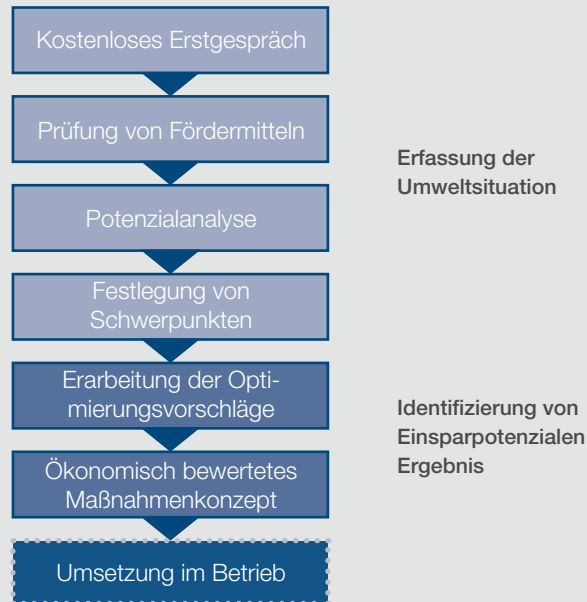 Kostenloses Erstgespräch
Prüfung von Fördermitteln
Potenzialanalyse
Festlegung von
Schwerpunkten
Erfassung der
Umweltsituation
Erarbeitung der Opti-
mierungsvorschläge
Ökonomisch bewertetes
Maßnahmenkonzept
Identifizierung von
Einsparpotenzialen
Ergebnis
Umsetzung im Betrieb